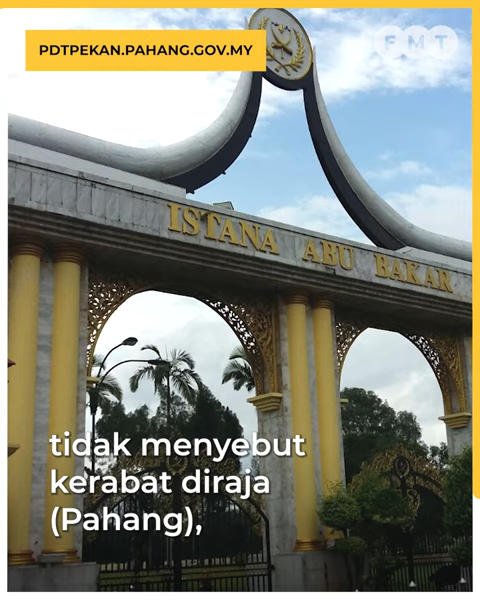 PDTPEKAN.PAHANG.GOV.MY
FMT
ISTANA ABU BAKAR
tidak menyebut
kerabat diraja
(Pahang),